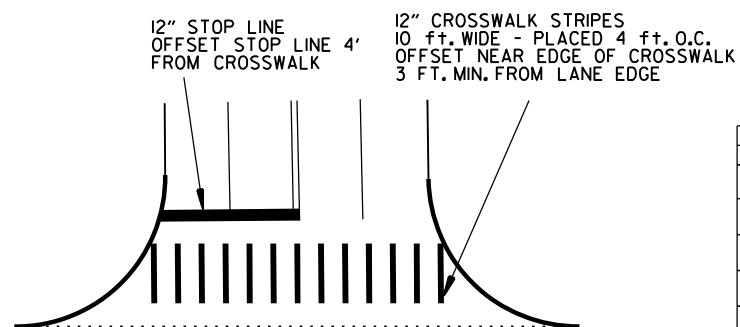 12" STOP LINE
OFFSET STOP LINE 4'
FROM CROSSWALK
12" CROSSWALK STRIPES
10 ft. WIDE - PLACED 4 ft. O.C.
OFFSET NEAR EDGE OF CROSSWALK
3 FT. MIN. FROM LANE EDGE